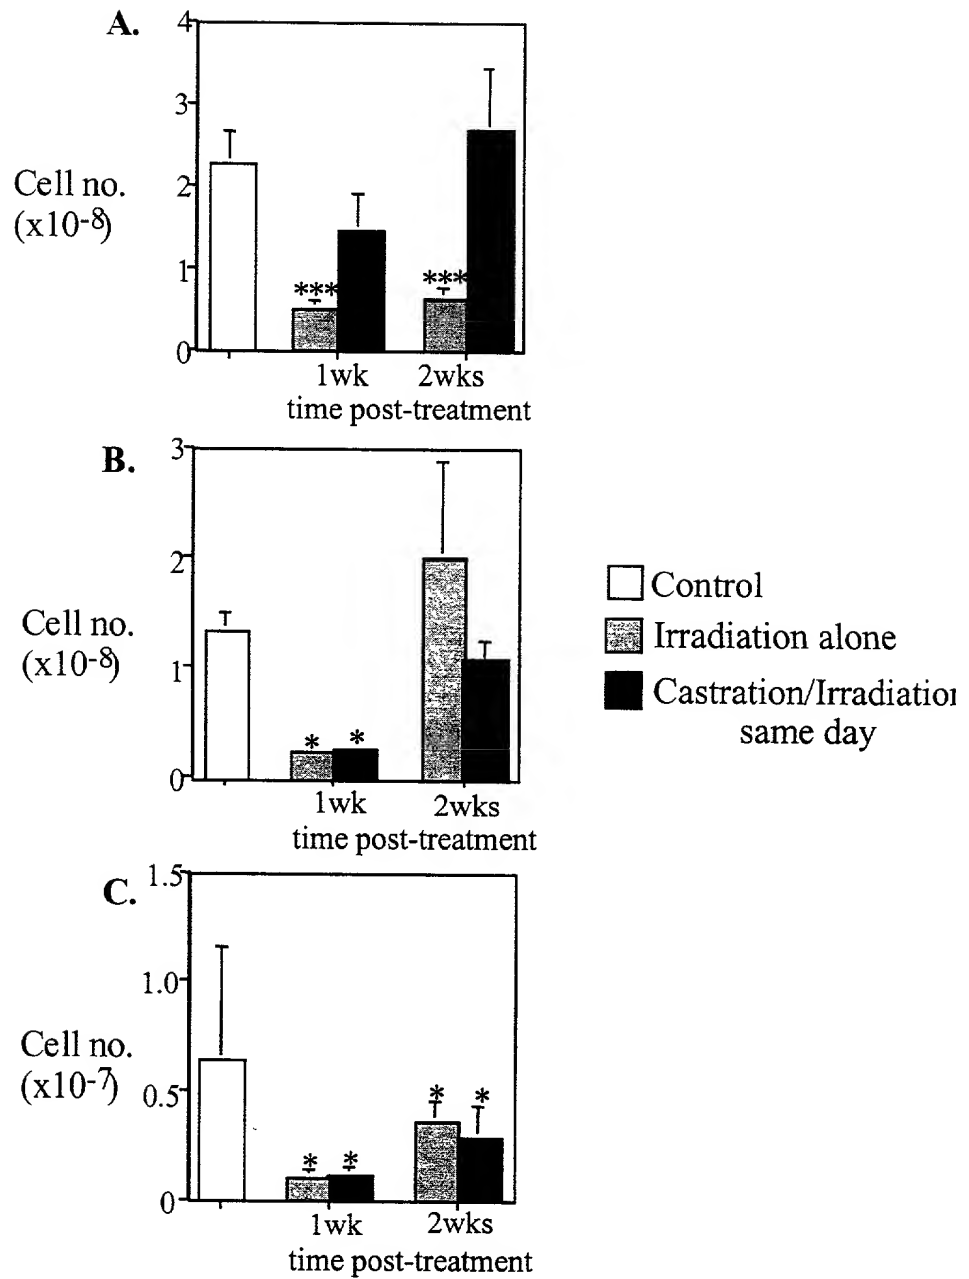 A.
4
3
2
1
0
Cell no.
(x10-8)
***
***
1wk 2wks
time post-treatment
B.
3
2
1
0
Cell no.
(x10-8)
* *
1wk 2wks
time post-treatment
Control
Irradiation alone
Castration/Irradiation
same day
C.
1.5
1.0
0.5
0
Cell no.
(x10-7)
* *
* *
1wk 2wks
time post-treatment